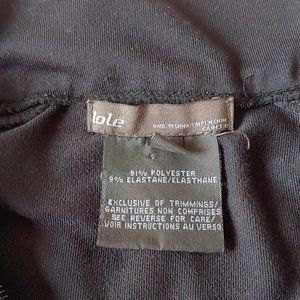 lolë
91% POLYESTER
9% ELASTANE/ELASTHANE
EXCLUSIVE OF TRIMMINGS/
GARNITURES NON COMPRISES
SEE REVERSE FOR CARE/
VOIR INSTRUCTIONS AU VERSO